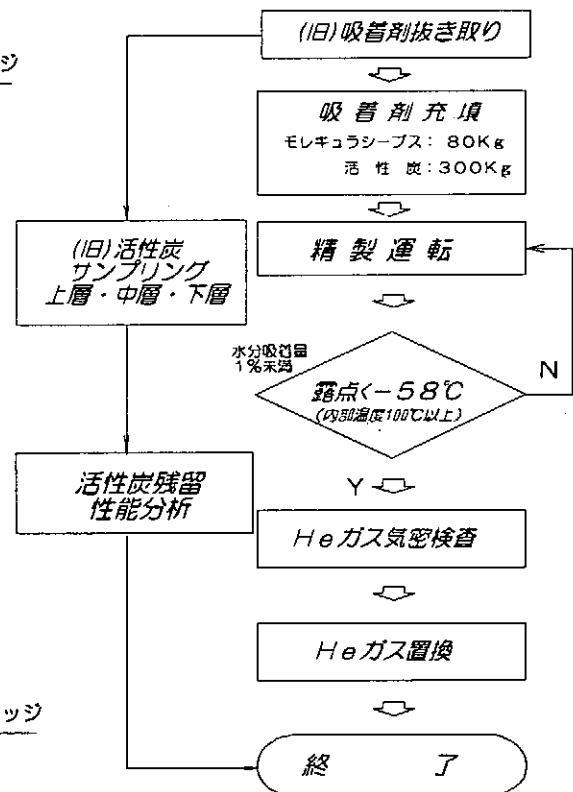 (旧)吸着剤抜き取り
ジ
吸着剤充填
モレキュラシーブス：80Kg
活性炭：300Kg
(旧)活性炭
サンプリング
上層・中層・下層
精製運転
水分吸着量
1%未満
露点<-58℃
(内部温度100℃以上)
N
Y
活性炭残留
性能分析
Heガス気密検査
Heガス置換
ッジ
終了